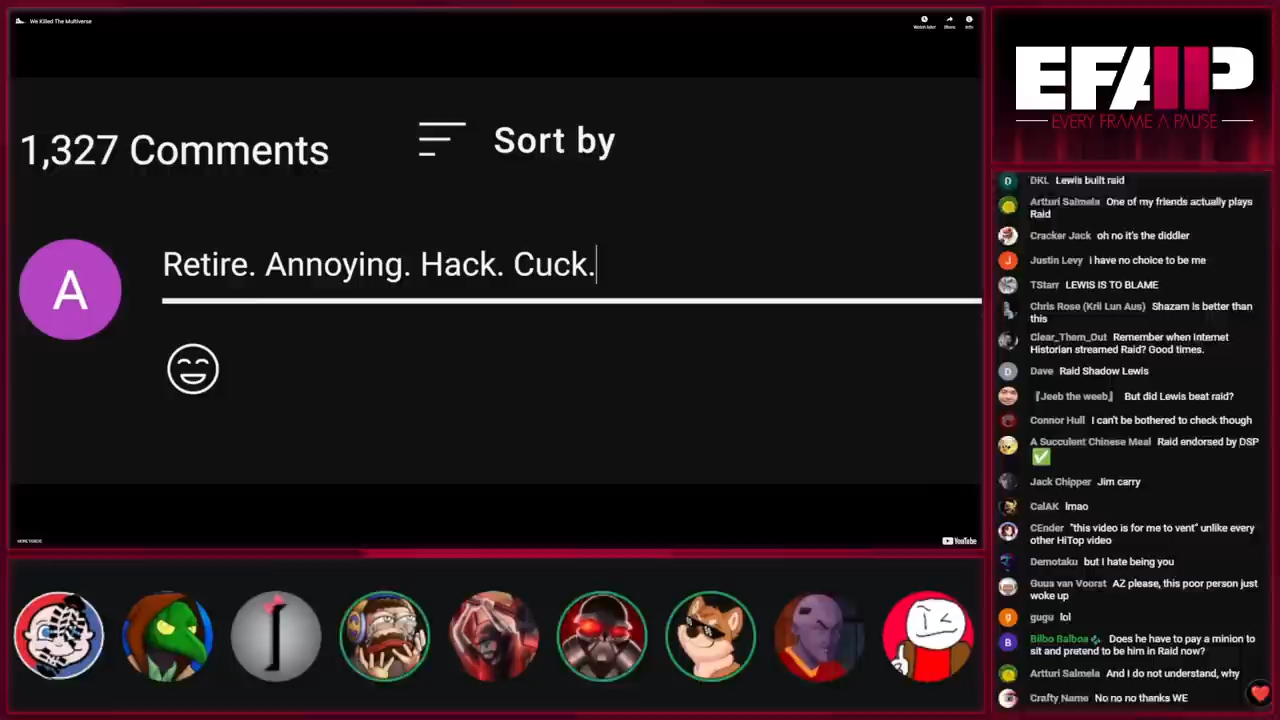 We Killed The Multiverse
Watch later
Share
Info
1,327 Comments
Sort by
A
Retire. Annoying. Hack. Cuck.
MORE VIDEOS
YouTube
EFAP
EVERY FRAME A PAUSE
D
DKL Lewis built raid
Artturi Salmela One of my friends actually plays
Raid
Cracker Jack oh no it's the diddler
J
Justin Levy i have no choice to be me
TStarr LEWIS IS TO BLAME
Chris Rose (Kril Lun Aus) Shazam is better than
this
Clear_Them_Out Remember when Internet
Historian streamed Raid? Good times.
D
Dave Raid Shadow Lewis
『Jeeb the weeb』 But did Lewis beat raid?
Connor Hull I can't be bothered to check though
A Succulent Chinese Meal Raid endorsed by DSP
Jack Chipper Jim carry
CalAK lmao
CEnder "this video is for me to vent" unlike every
other HiTop video
Demotaku but I hate being you
Guus van Voorst AZ please, this poor person just
woke up
g
gugu lol
B
Bilbo Balboa Does he have to pay a minion to
sit and pretend to be him in Raid now?
Artturi Salmela And I do not understand, why
Crafty Name No no no thanks WE